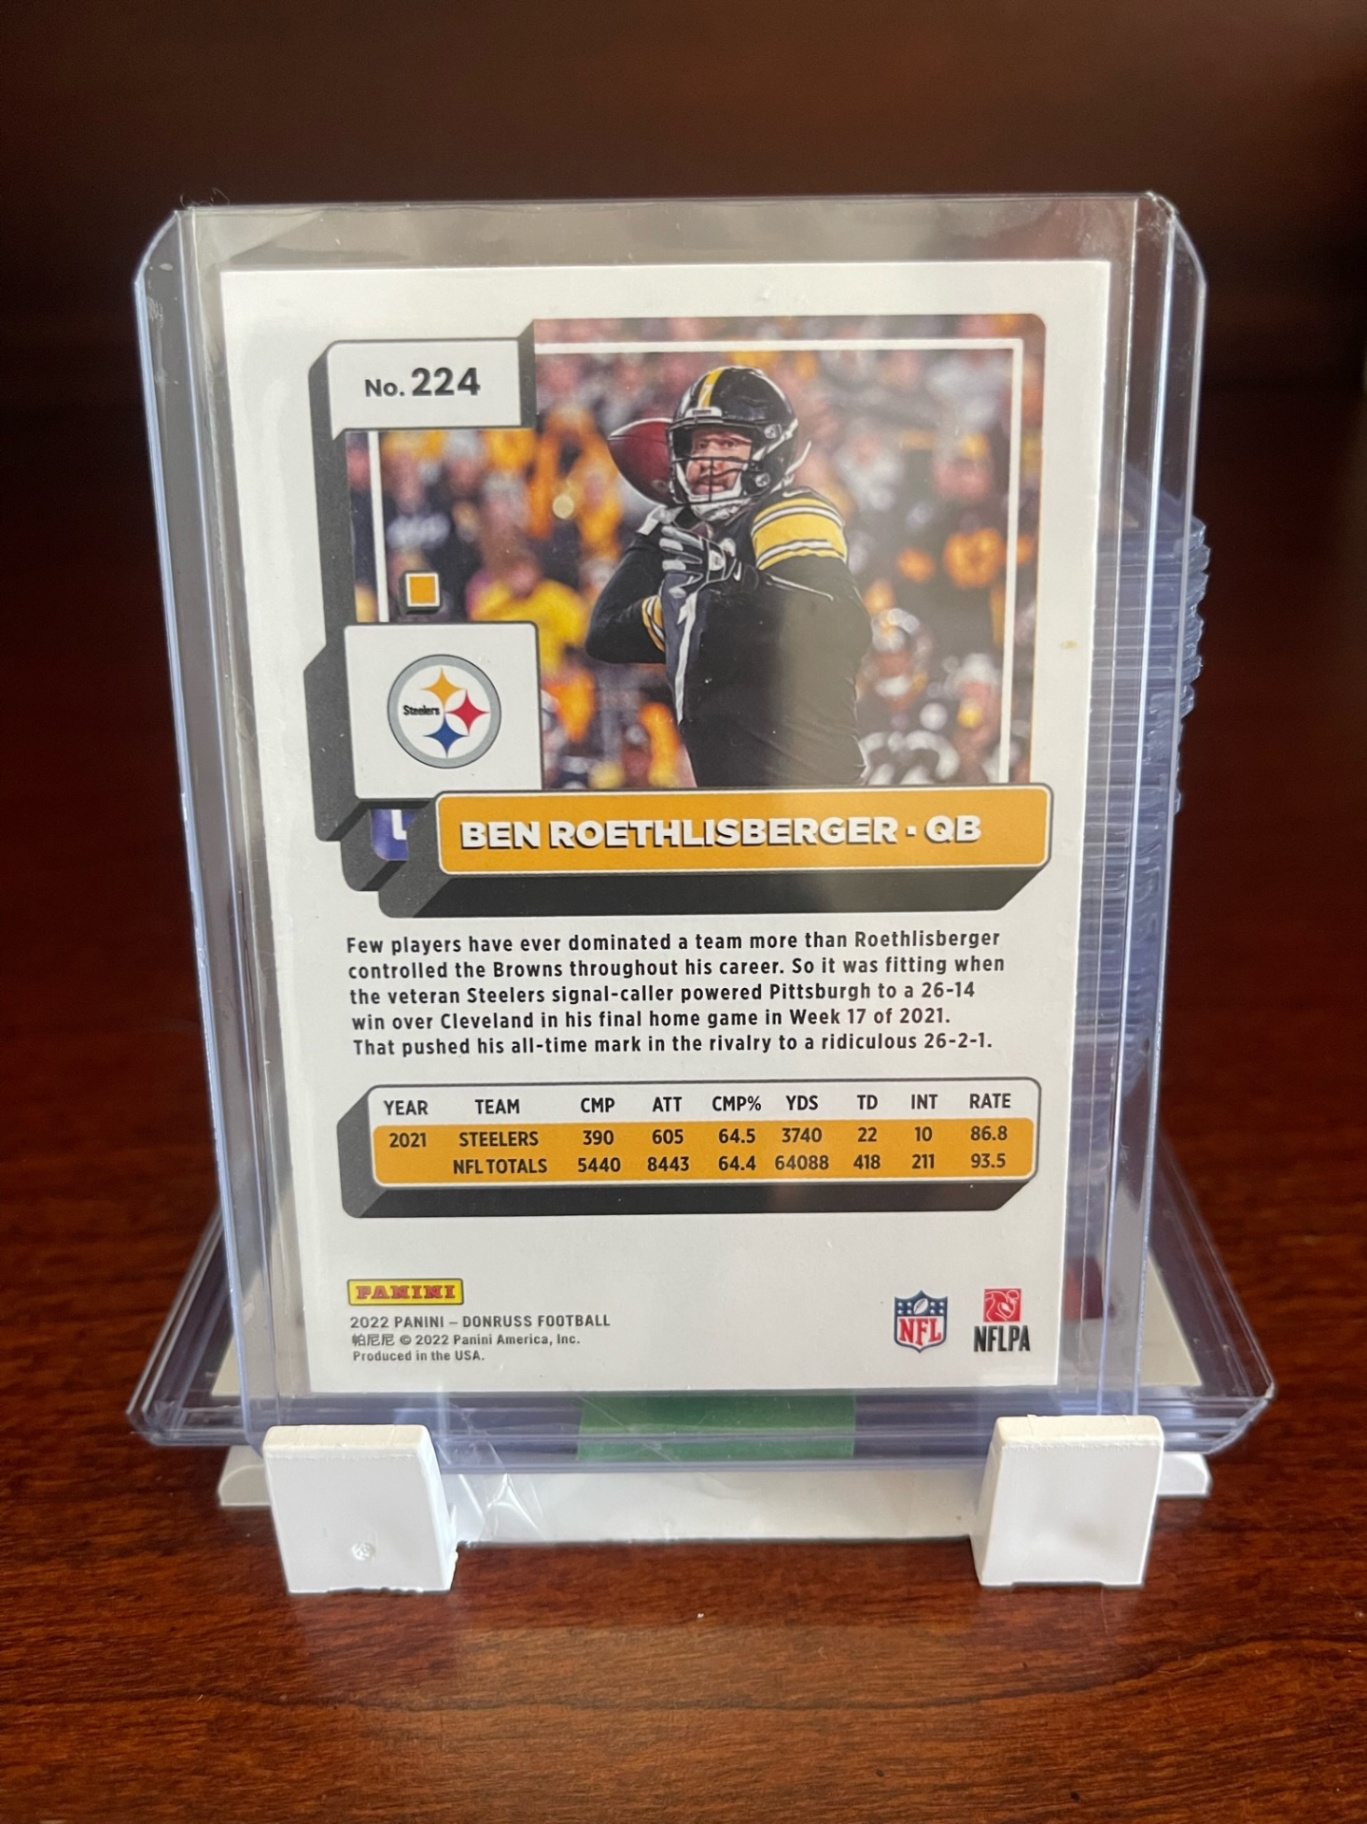 No. 224
Steelers
BEN ROETHLISBERGER · QB
Few players have ever dominated a team more than Roethlisberger
controlled the Browns throughout his career. So it was fitting when
the veteran Steelers signal-caller powered Pittsburgh to a 26-14
win over Cleveland in his final home game in Week 17 of 2021.
That pushed his all-time mark in the rivalry to a ridiculous 26-2-1.
YEAR TEAM CMP ATT CMP% YDS TD INT RATE
2021 STEELERS 390 605 64.5 3740 22 10 86.8
NFL TOTALS 5440 8443 64.4 64088 418 211 93.5
PANINI
2022 PANINI – DONRUSS FOOTBALL
帕尼尼 © 2022 Panini America, Inc.
Produced in the USA.
NFL
NFLPA